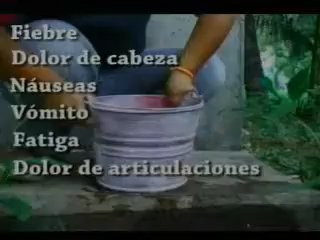 Fiebre
Dolor de cabeza
Náuseas
Vómito
Fatiga
Dolor de articulaciones